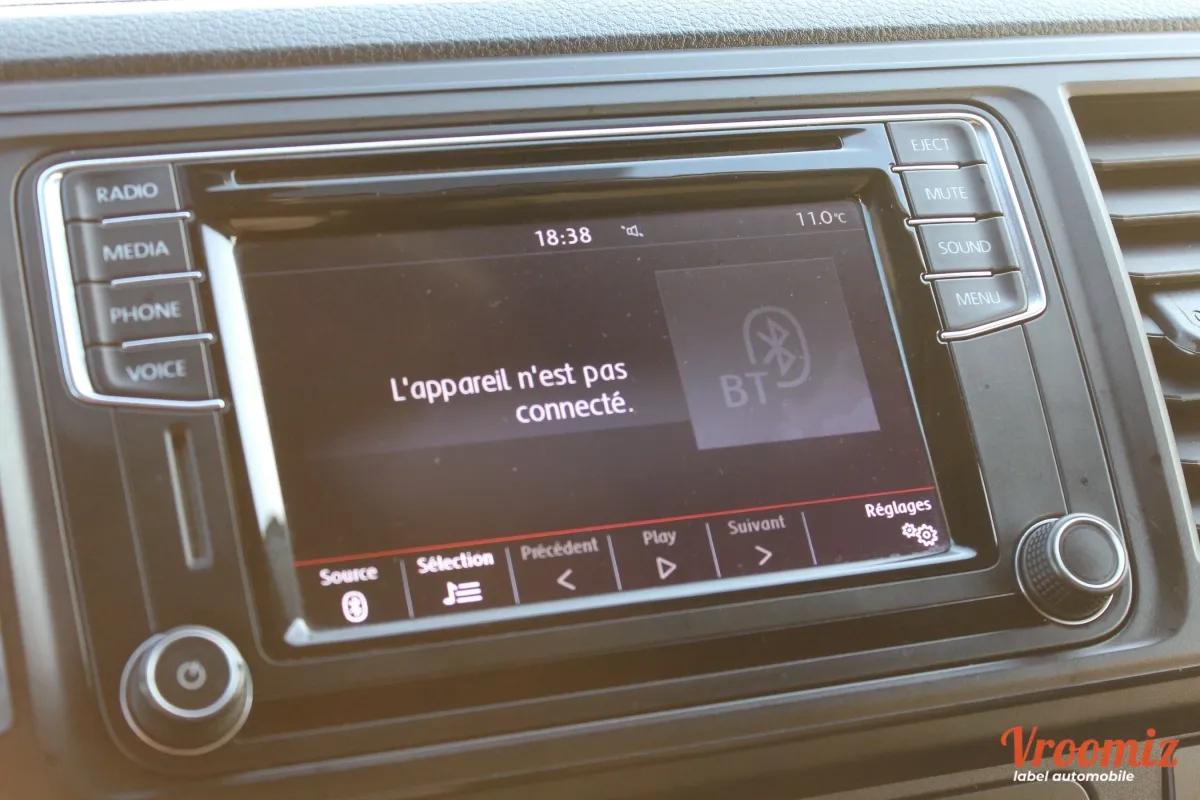 RADIO
MEDIA
PHONE
VOICE
EJECT
MUTE
SOUND
MENU
18:38
11.0°C
L'appareil n'est pas
connecté.
BT
Source
Sélection
Précédent
Play
Suivant
Réglages
Vroomiz
label automobile